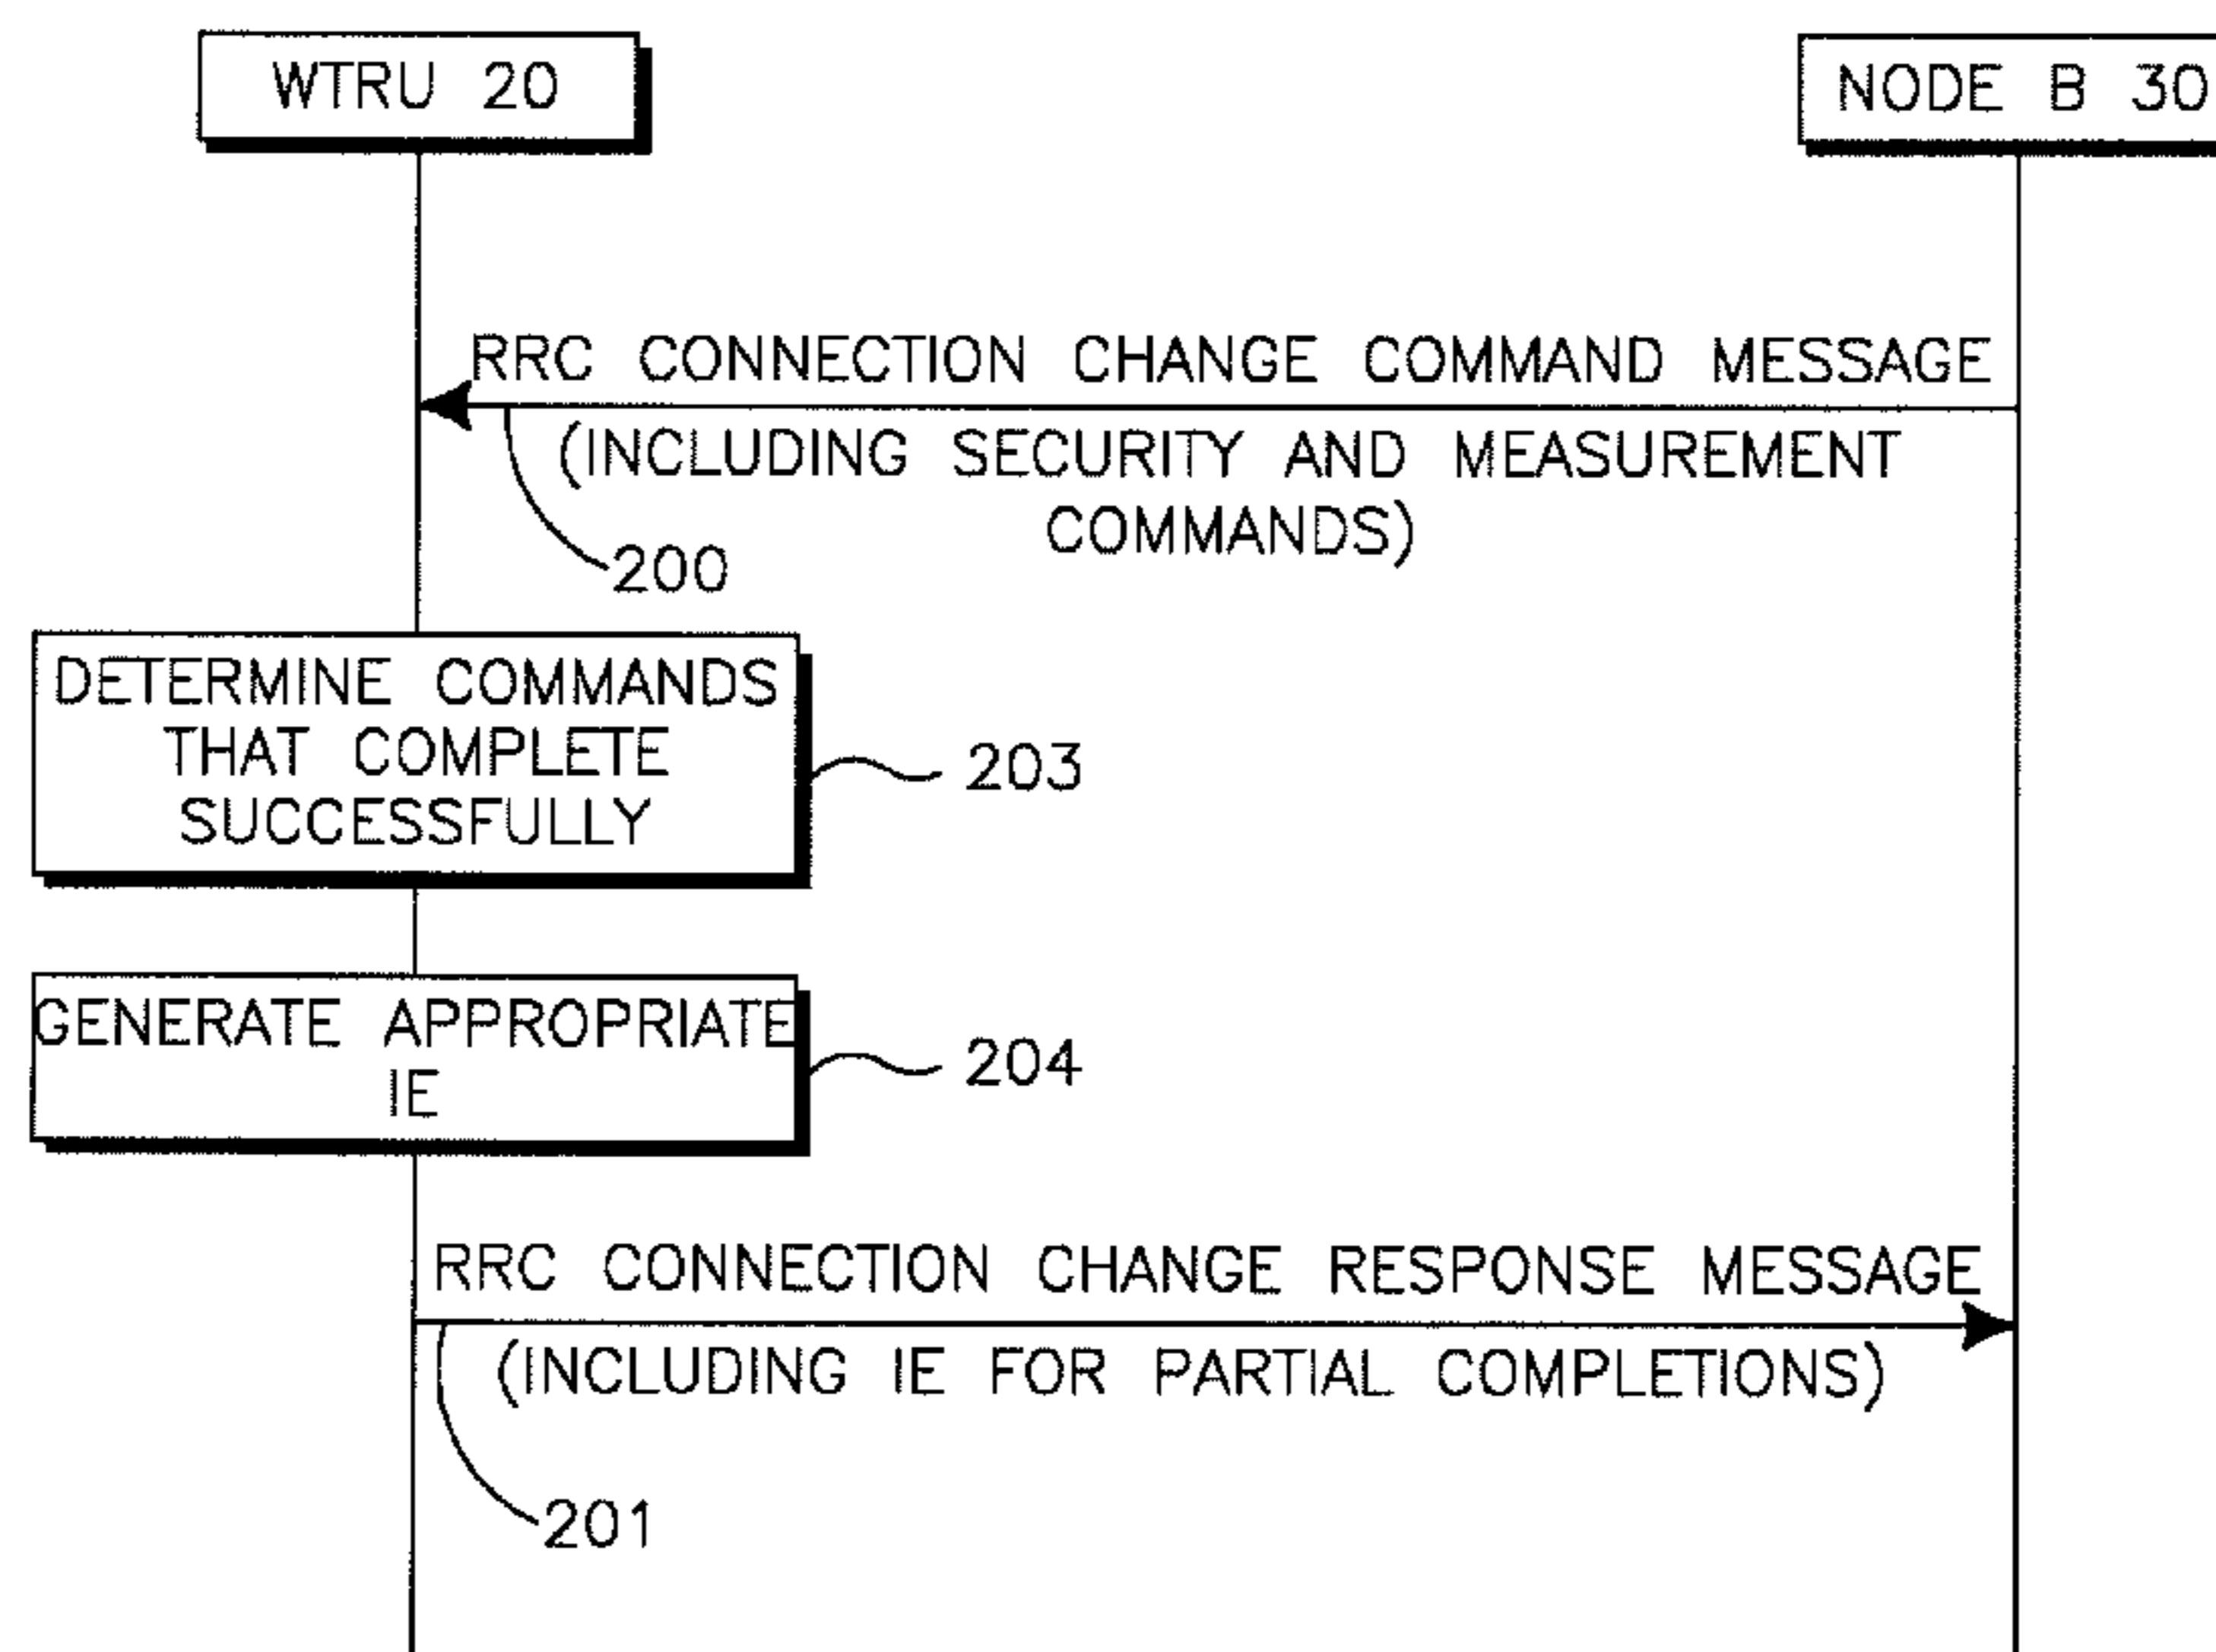 WTRU 20
NODE B 30
RRC CONNECTION CHANGE COMMAND MESSAGE
(INCLUDING SECURITY AND MEASUREMENT
COMMANDS)
200
DETERMINE COMMANDS
THAT COMPLETE
SUCCESSFULLY
203
GENERATE APPROPRIATE
IE
204
RRC CONNECTION CHANGE RESPONSE MESSAGE
(INCLUDING IE FOR PARTIAL COMPLETIONS)
201